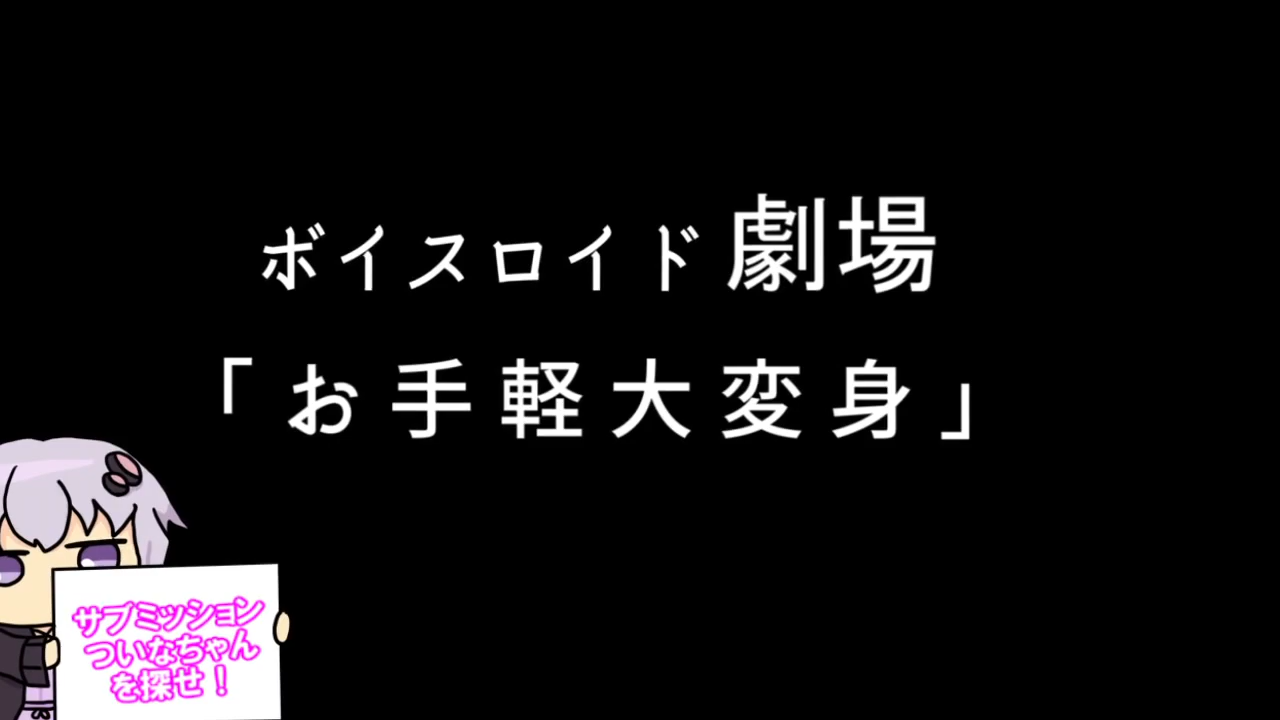 ボイスロイド劇場
「お手軽大変身」
サブミッション
ついなちゃん
を探せ！